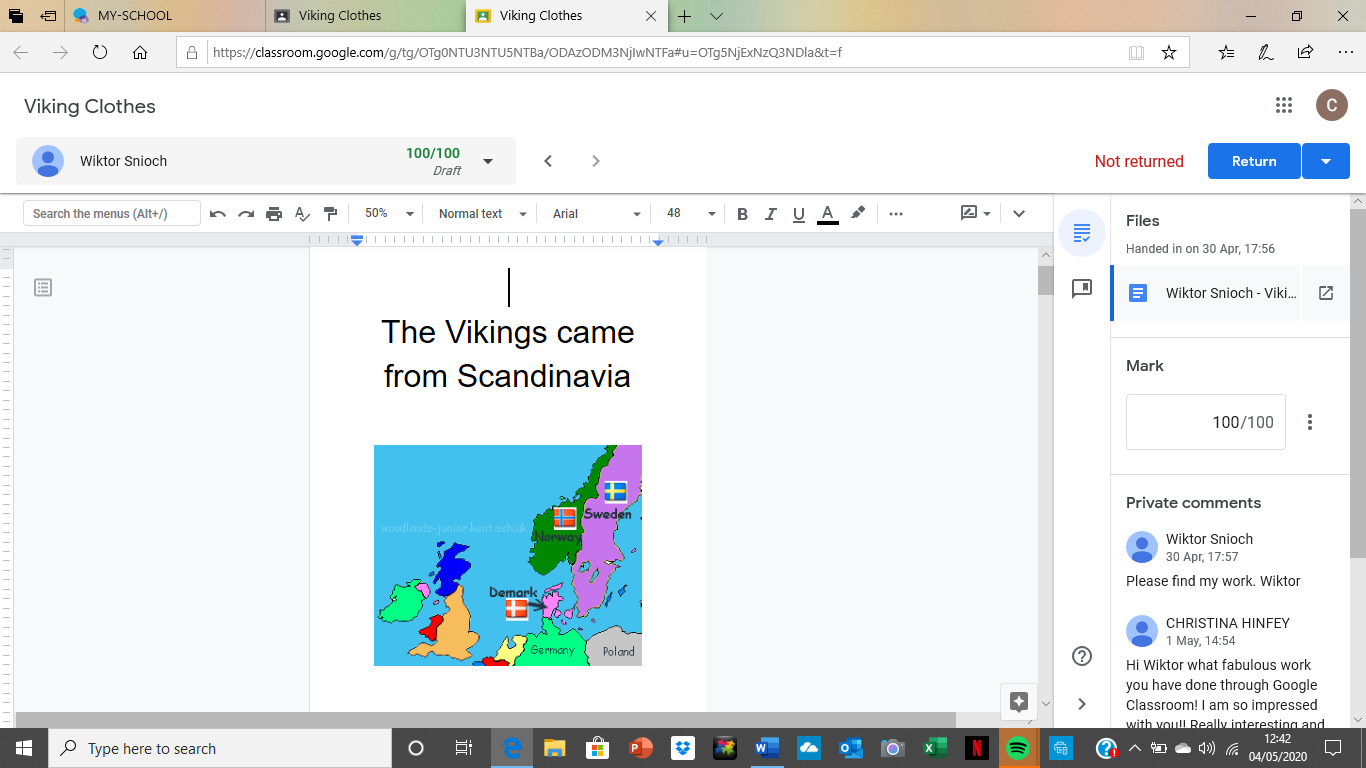 MY-SCHOOL
Viking Clothes
Viking Clothes
https://classroom.google.com/g/tg/OTg0NTU3NTU5NTBa/ODAzODM3NjIwNTFa#u=OTg5NjExNzQ3NDla&t=f
Viking Clothes
C
Wiktor Snioch
100/100
Draft
Not returned
Return
Search the menus (Alt+/)
50%
Normal text
Arial
48
B I U A
The Vikings came
from Scandinavia
woodlands-junior.kent.sch.uk
Sweden
Norway
Demark
Germany
Poland
Files
Handed in on 30 Apr, 17:56
Wiktor Snioch - Viki...
Mark
100/100
Private comments
Wiktor Snioch
30 Apr, 17:57
Please find my work. Wiktor
CHRISTINA HINFEY
1 May, 14:54
Hi Wiktor what fabulous work
you have done through Google
Classroom! I am so impressed
with you!! Really interesting and
Type here to search
12:42
04/05/2020